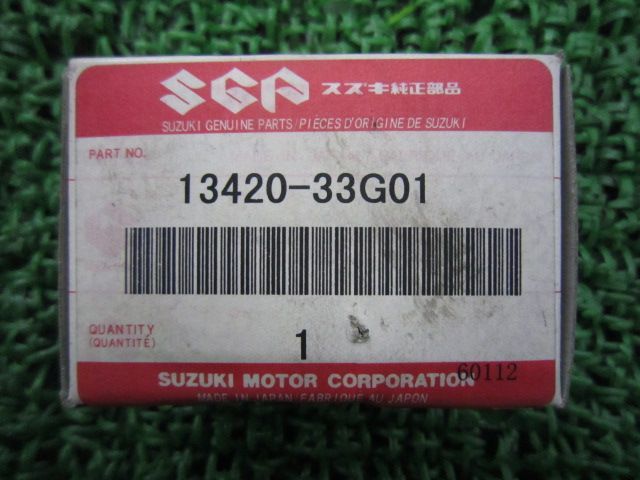 SGP スズキ純正部品
SUZUKI GENUINE PARTS/PIÈCES D'ORIGINE DE SUZUKI
PART NO.
13420-33G01
QUANTITY
(QUANTITÉ)
1
SUZUKI MOTOR CORPORATION
60112
MADE IN JAPAN FABRIQUE AU JAPON